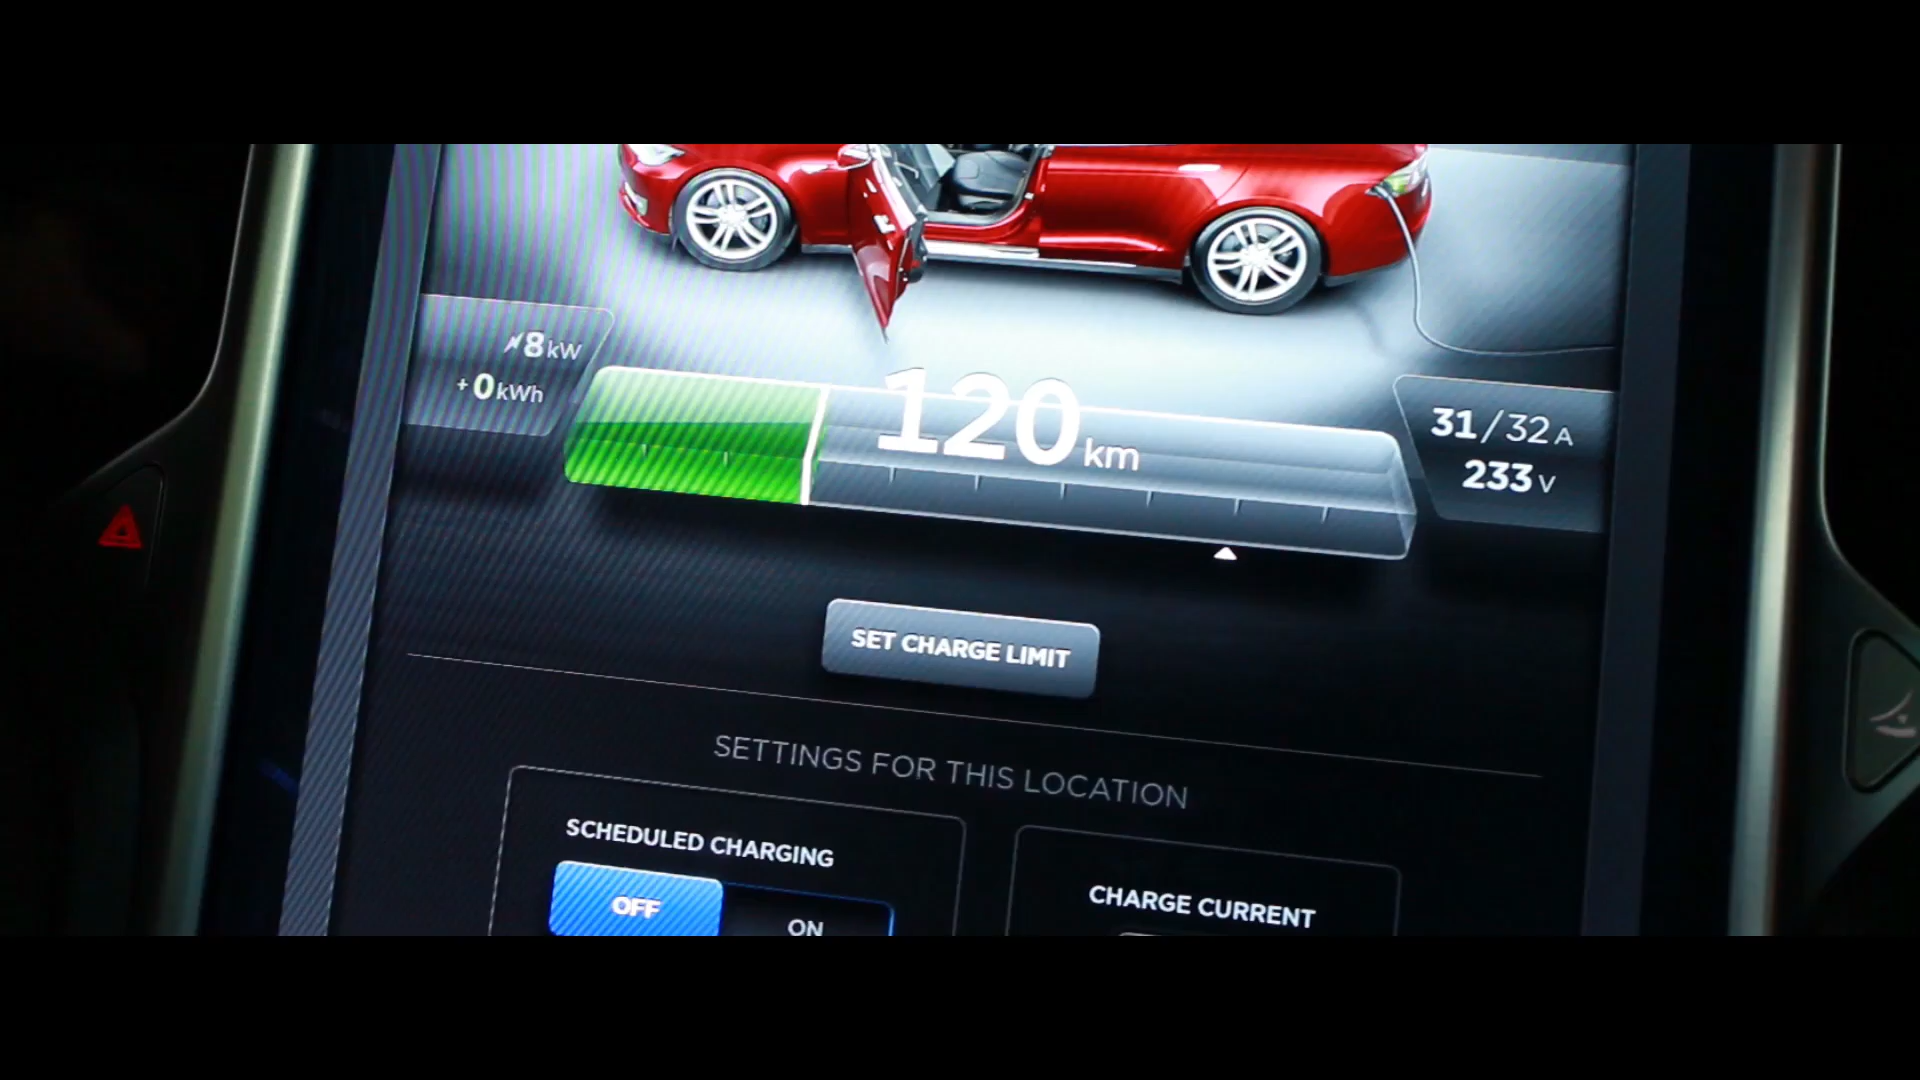 8 kW
+0 kWh
120 km
31/32 A
233 V
SET CHARGE LIMIT
SETTINGS FOR THIS LOCATION
SCHEDULED CHARGING
OFF
ON
CHARGE CURRENT